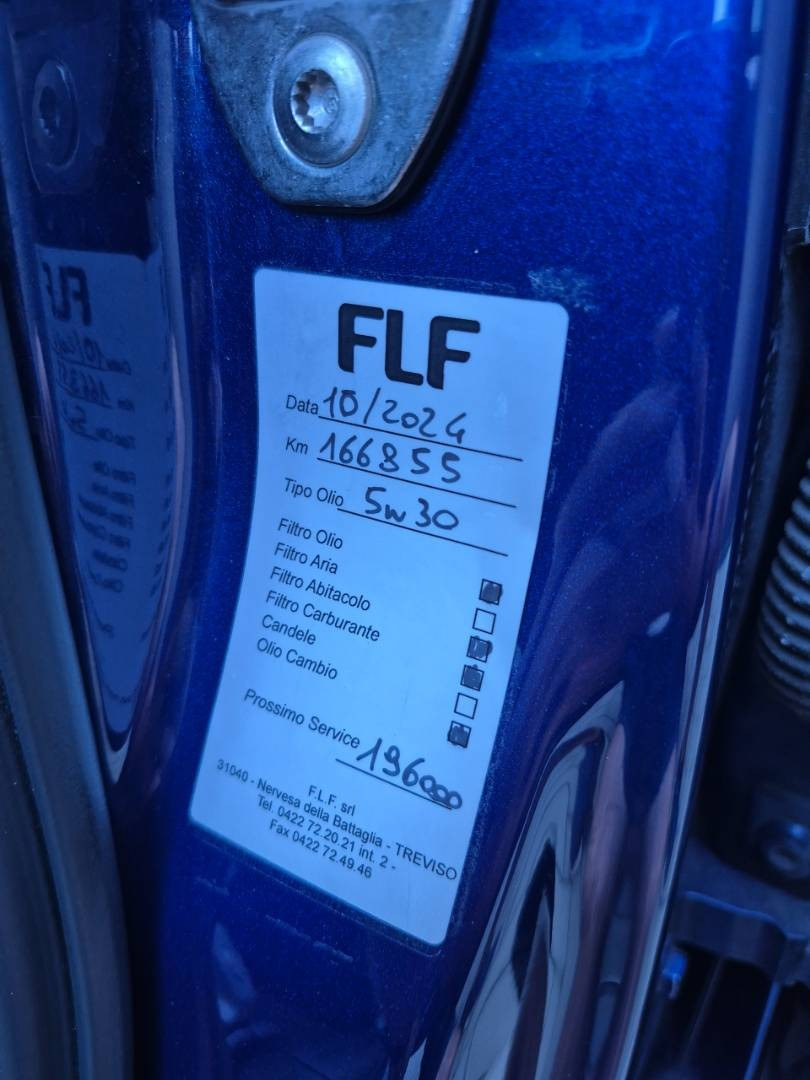 FLF
Data 10/2024
Km 166855
Tipo Olio 5w30
Filtro Olio
Filtro Aria
Filtro Abitacolo
Filtro Carburante
Candele
Olio Cambio
Prossimo Service 196000
F.L.F. srl
31040 - Nervesa della Battaglia - TREVISO
Tel. 0422 72.20.21 int. 2 -
Fax 0422 72.49.46